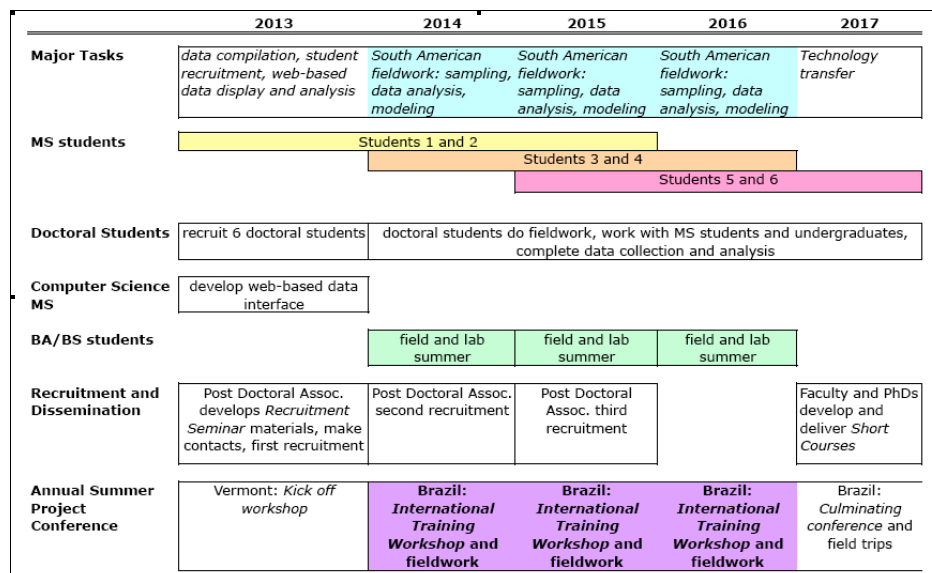 2013 2014 2015 2016 2017
Major Tasks
data compilation, student
recruitment, web-based
data display and analysis
South American
fieldwork: sampling,
data analysis,
modeling
South American
fieldwork:
sampling, data
analysis, modeling
South American
fieldwork:
sampling, data
analysis, modeling
Technology
transfer
MS students
Students 1 and 2
Students 3 and 4
Students 5 and 6
Doctoral Students
recruit 6 doctoral students
doctoral students do fieldwork, work with MS students and undergraduates,
complete data collection and analysis
Computer Science
MS
develop web-based data
interface
BA/BS students
field and lab
summer
field and lab
summer
field and lab
summer
Recruitment and
Dissemination
Post Doctoral Assoc.
develops Recruitment
Seminar materials, make
contacts, first recruitment
Post Doctoral Assoc.
second recruitment
Post Doctoral
Assoc. third
recruitment
Faculty and PhDs
develop and
deliver Short
Courses
Annual Summer
Project
Conference
Vermont: Kick off
workshop
Brazil:
International
Training
Workshop and
fieldwork
Brazil:
International
Training
Workshop and
fieldwork
Brazil:
International
Training
Workshop and
fieldwork
Brazil:
Culminating
conference and
field trips